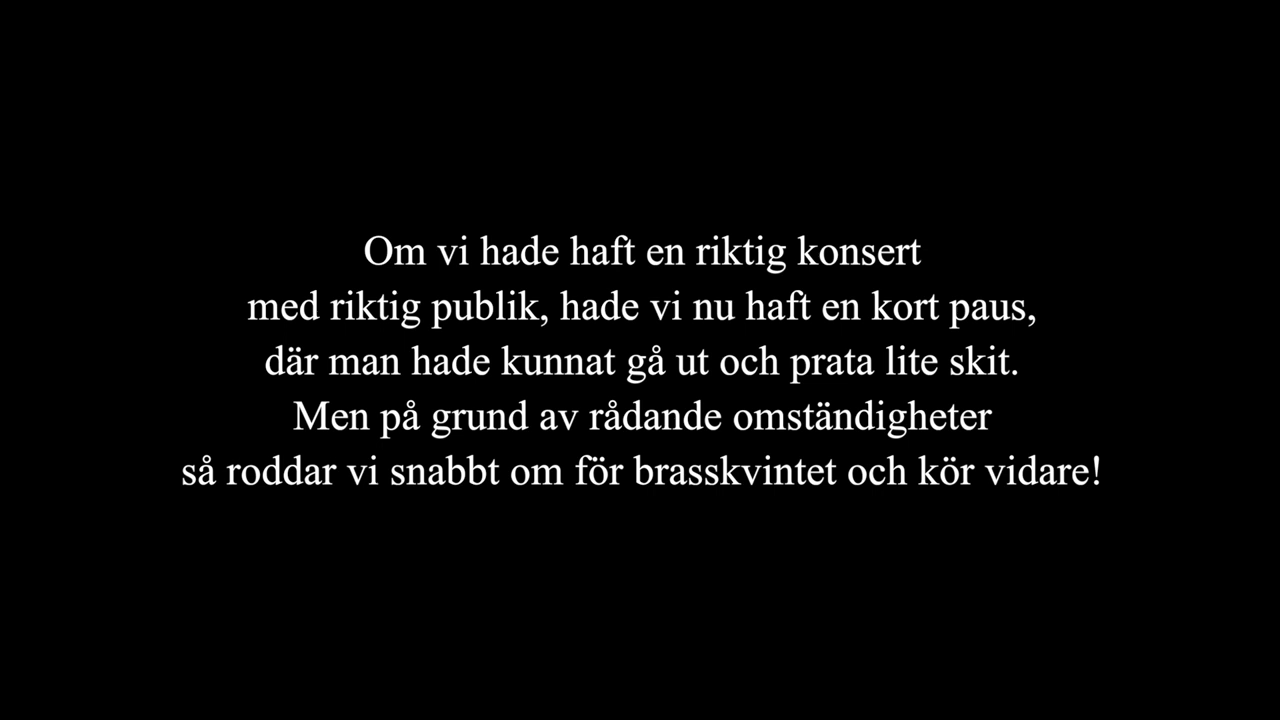 Om vi hade haft en riktig konsert
med riktig publik, hade vi nu haft en kort paus,
där man hade kunnat gå ut och prata lite skit.
Men på grund av rådande omständigheter
så roddar vi snabbt om för brasskvintet och kör vidare!